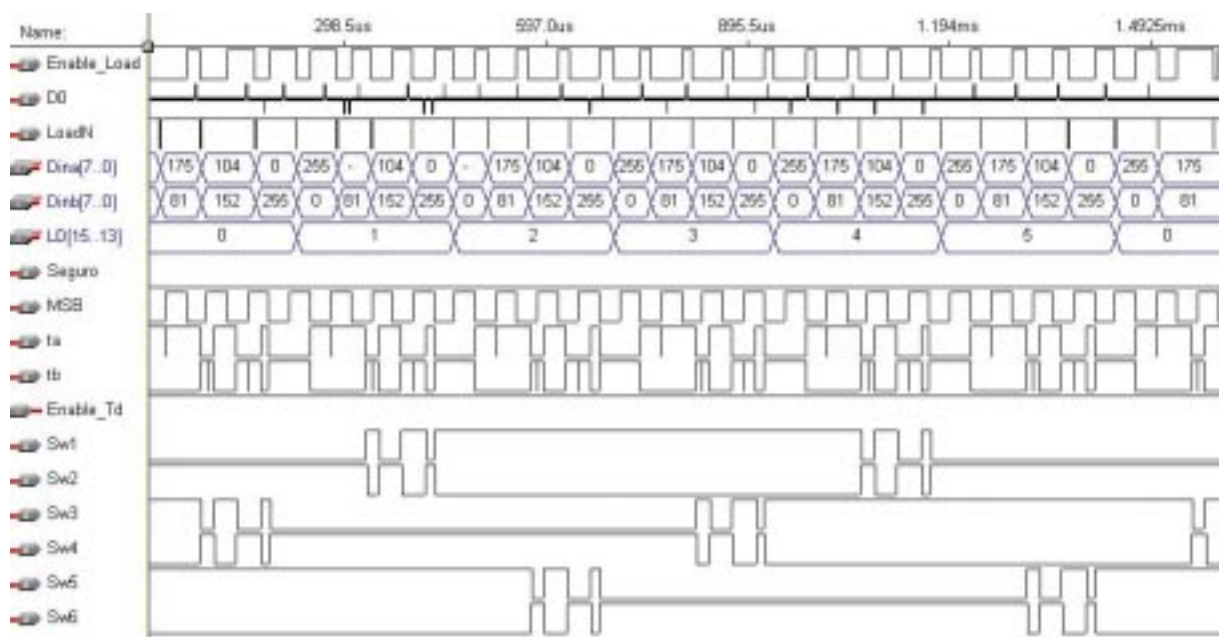 Name: 298.5us 597.0us 895.5us 1.194ms 1.4925ms
Enable_Load
D0
LoadN
Dina[7..0] 175 104 0 255 - 104 0 - 175 104 0 255 175 104 0 255 175 104 0 255 175 104 0 255 175
Dinb[7..0] 81 152 255 0 81 152 255 0 81 152 255 0 81 152 255 0 81 152 255 0 81 152 255 0 81
LD[15..13] 0 1 2 3 4 5 0
Seguro
MSB
ta
tb
Enable_Td
Sw1
Sw2
Sw3
Sw4
Sw5
Sw6